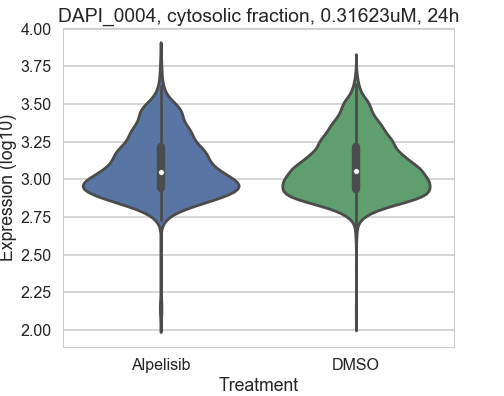 DAPI_0004, cytosolic fraction, 0.31623uM, 24h
4.00
3.75
3.50
3.25
3.00
2.75
2.50
2.25
2.00
Expression (log10)
Alpelisib DMSO
Treatment